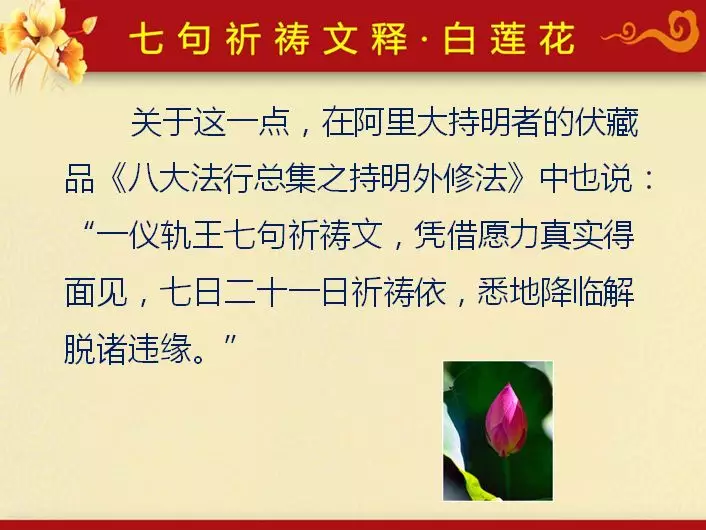 七句祈祷文释·白莲花
关于这一点，在阿里大持明者的伏藏
品《八大法行总集之持明外修法》中也说：
“一仪轨王七句祈祷文，凭借愿力真实得
面见，七日二十一日祈祷依，悉地降临解
脱诸违缘。”